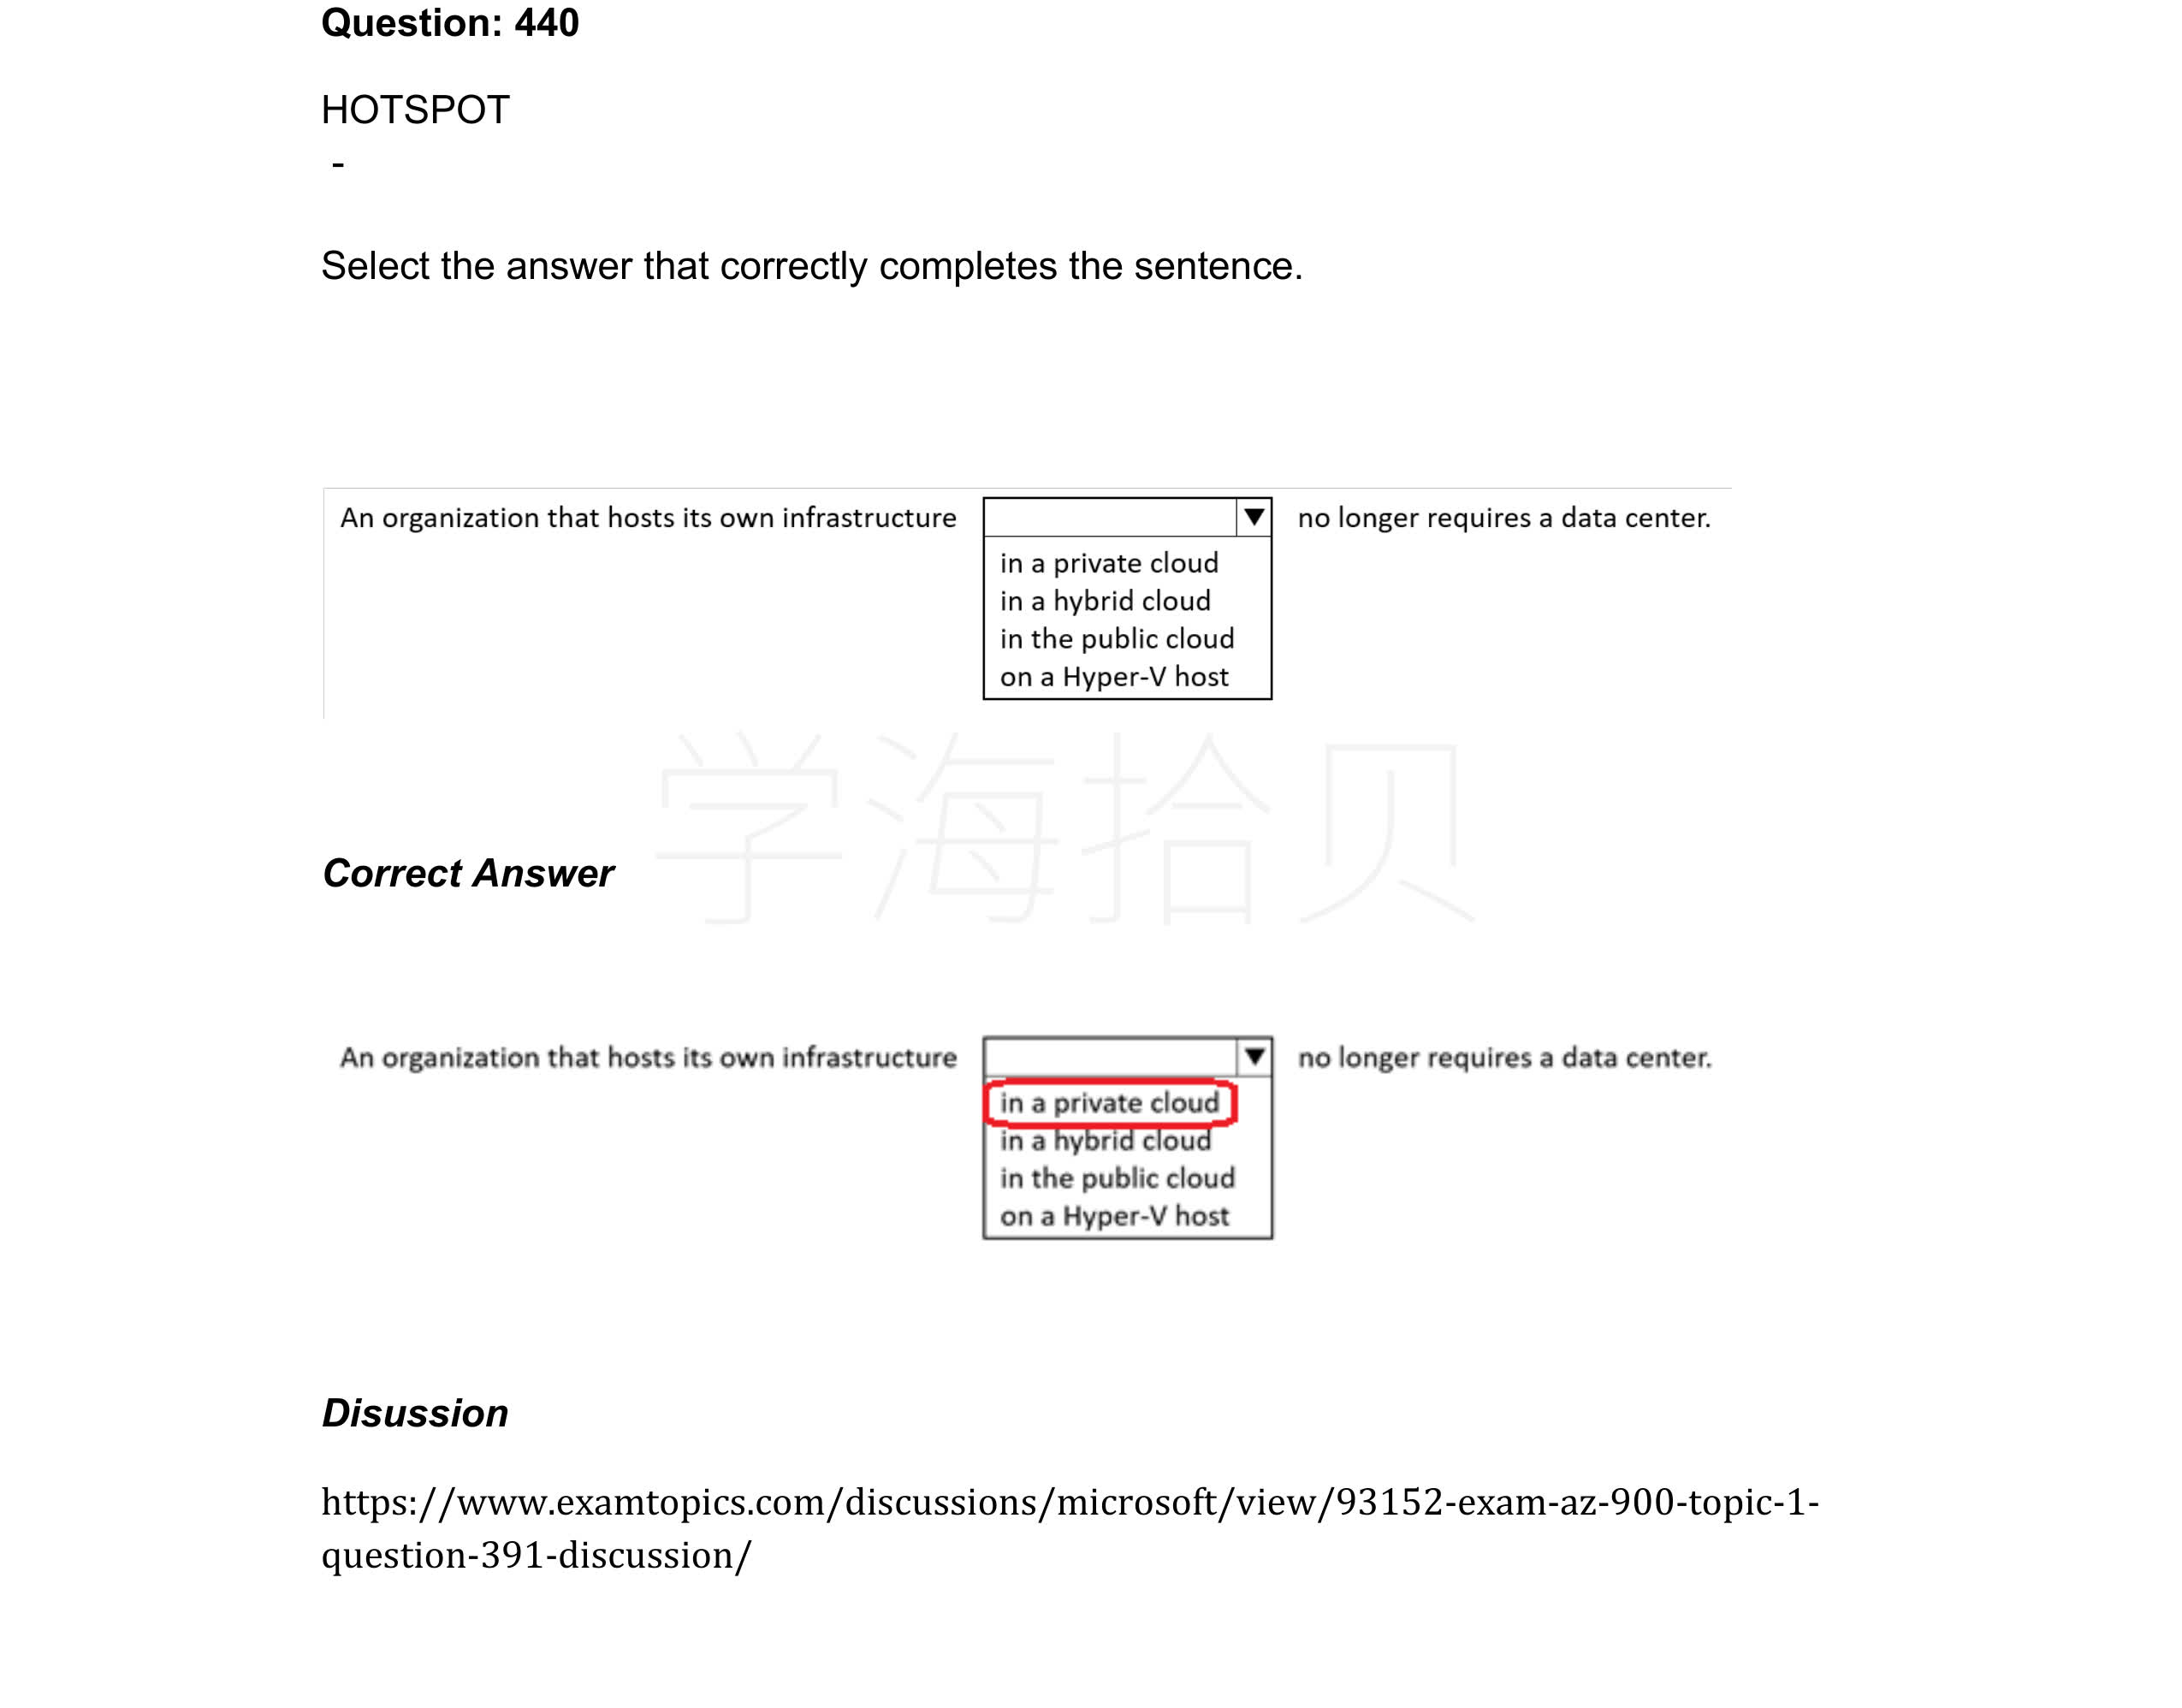 Question: 440
HOTSPOT
-
Select the answer that correctly completes the sentence.
An organization that hosts its own infrastructure ▼ no longer requires a data center.
in a private cloud
in a hybrid cloud
in the public cloud
on a Hyper-V host
学海拾贝
Correct Answer
An organization that hosts its own infrastructure ▼ no longer requires a data center.
in a private cloud
in a hybrid cloud
in the public cloud
on a Hyper-V host
Disussion
https://www.examtopics.com/discussions/microsoft/view/93152-exam-az-900-topic-1-
question-391-discussion/